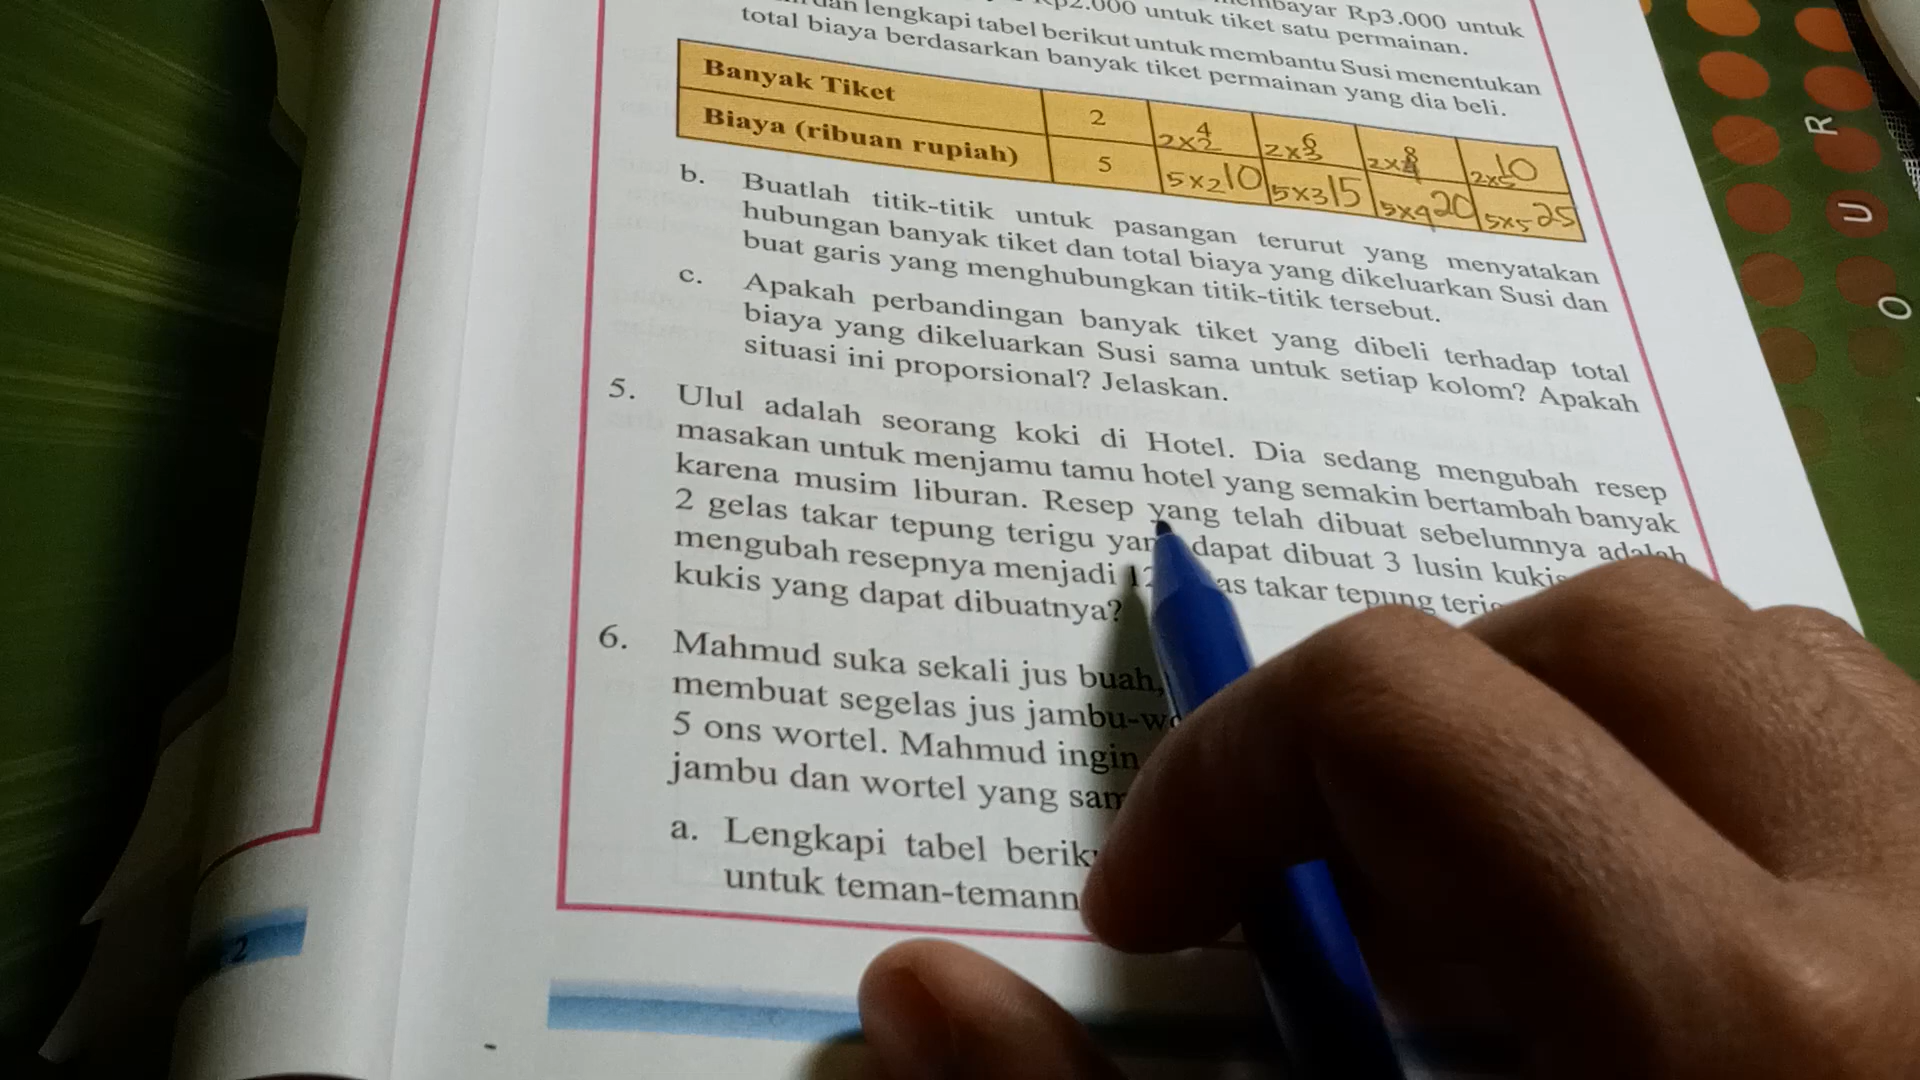 Rp2.000 untuk tiket satu permainan.
membayar Rp3.000 untuk
dan lengkapi tabel berikut untuk membantu Susi menentukan
total biaya berdasarkan banyak tiket permainan yang dia beli.
Banyak Tiket 2 4 2x2 6 2x3 8 2x4 10 2x5
Biaya (ribuan rupiah) 5 5x2 10 5x3 15 5x4 20 5x5 25
b. Buatlah titik-titik untuk pasangan terurut yang menyatakan
hubungan banyak tiket dan total biaya yang dikeluarkan Susi dan
buat garis yang menghubungkan titik-titik tersebut.
c. Apakah perbandingan banyak tiket yang dibeli terhadap total
biaya yang dikeluarkan Susi sama untuk setiap kolom? Apakah
situasi ini proporsional? Jelaskan.
5. Ulul adalah seorang koki di Hotel. Dia sedang mengubah resep
masakan untuk menjamu tamu hotel yang semakin bertambah banyak
karena musim liburan. Resep yang telah dibuat sebelumnya adalah
2 gelas takar tepung terigu yang dapat dibuat 3 lusin kukis
mengubah resepnya menjadi 12 takar tepung
kukis yang dapat dibuatnya?
6. Mahmud suka sekali jus buah,
membuat segelas jus
5 ons wortel. Mahmud ingin
jambu dan wortel yang
a. Lengkapi tabel
untuk
2
R
U
O